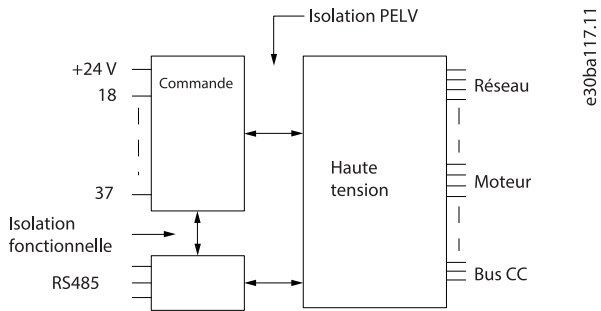 Isolation PELV
e30ba117.11
+24 V
Commande
18
Réseau
Haute
tension
Moteur
37
Isolation
fonctionnelle
RS485
Bus CC